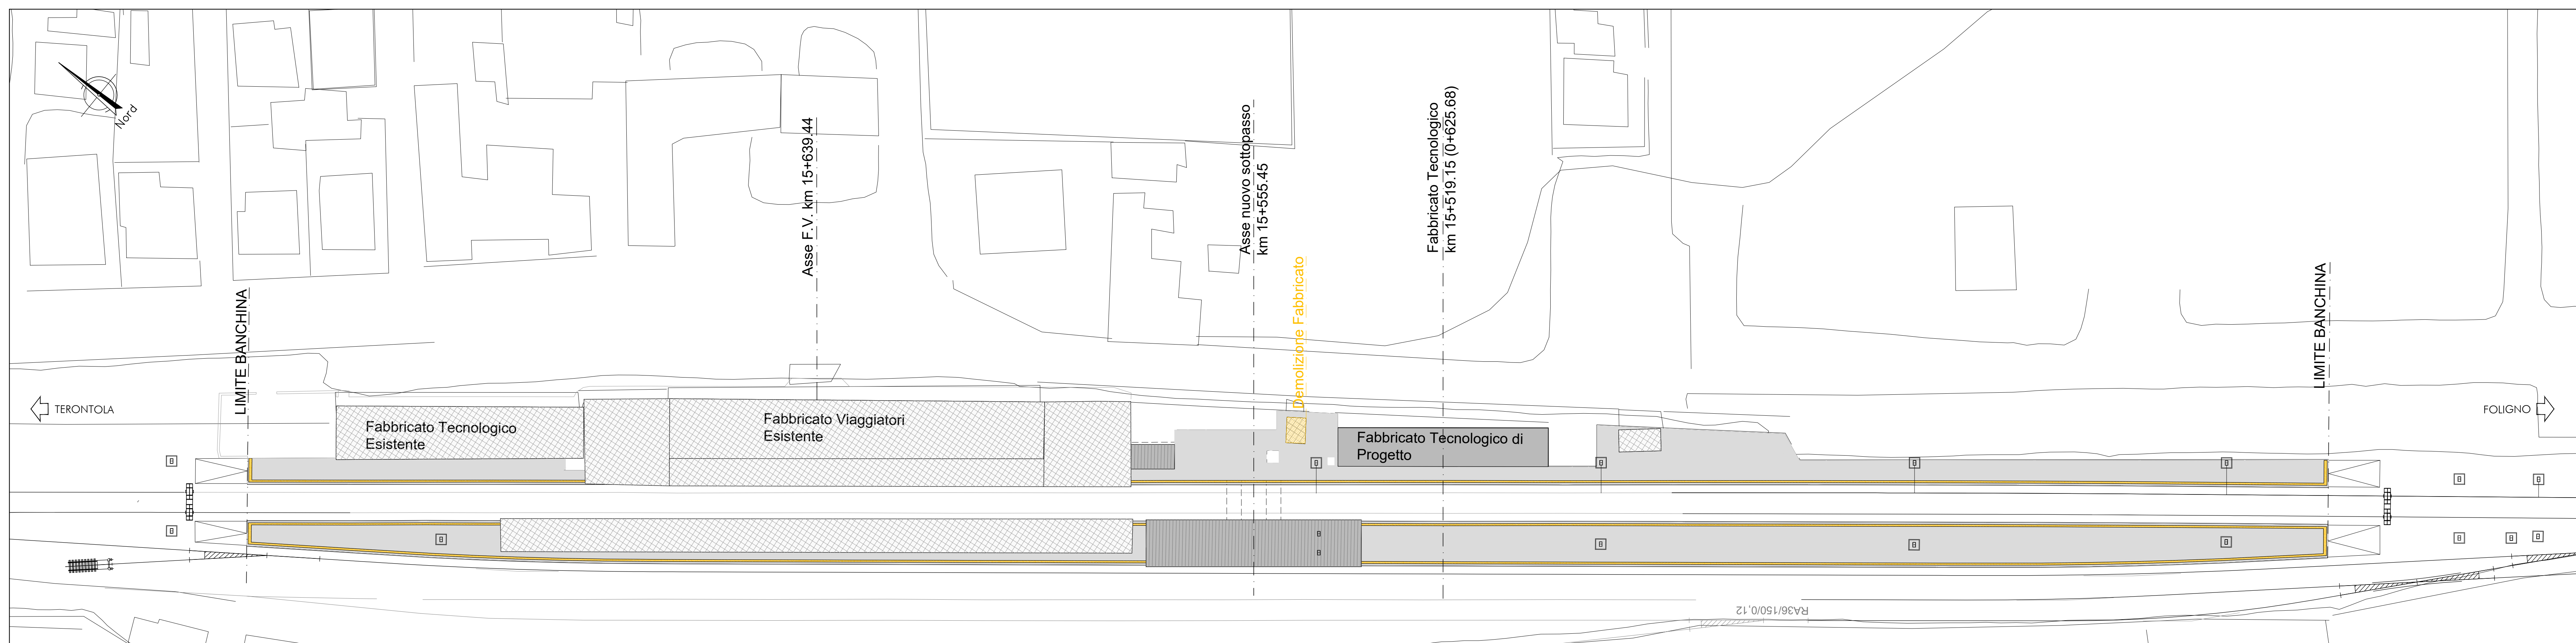 Nord
LIMITE BANCHINA
Asse F.V. km 15+639.44
Asse nuovo sottopasso
km 15+555.45
Demolizione Fabbricato
Fabbricato Tecnologico
km 15+519.15 (0+625.68)
LIMITE BANCHINA
TERONTOLA
FOLIGNO
Fabbricato Tecnologico
Esistente
Fabbricato Viaggiatori
Esistente
Fabbricato Tecnologico di
Progetto
RA36/150/0,12